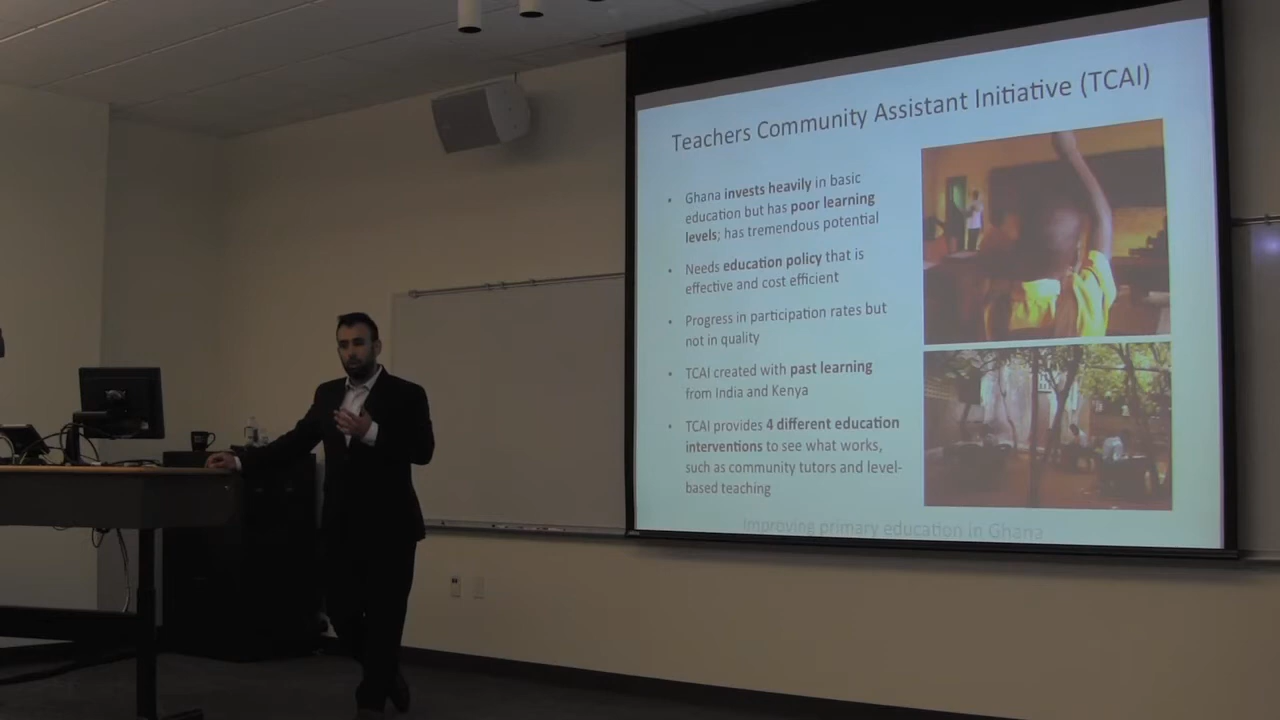 Teachers Community Assistant Initiative (TCAI)
• Ghana invests heavily in basic
education but has poor learning
levels; has tremendous potential
• Needs education policy that is
effective and cost efficient
• Progress in participation rates but
not in quality
• TCAI created with past learning
from India and Kenya
• TCAI provides 4 different education
interventions to see what works,
such as community tutors and level-
based teaching
Improving primary education in Ghana